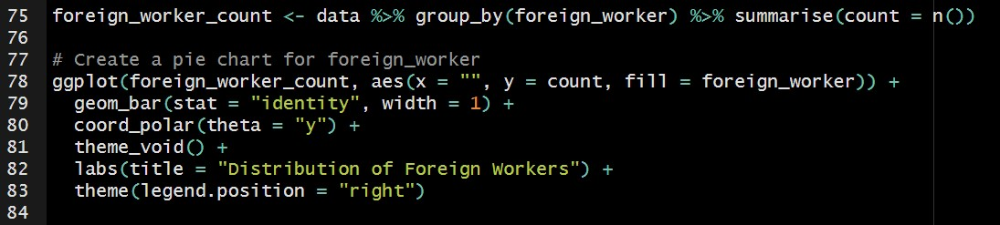 75 foreign_worker_count <- data %>% group_by(foreign_worker) %>% summarise(count = n())
76
77 # Create a pie chart for foreign_worker
78 ggplot(foreign_worker_count, aes(x = "", y = count, fill = foreign_worker)) +
79   geom_bar(stat = "identity", width = 1) +
80   coord_polar(theta = "y") +
81   theme_void() +
82   labs(title = "Distribution of Foreign Workers") +
83   theme(legend.position = "right")
84